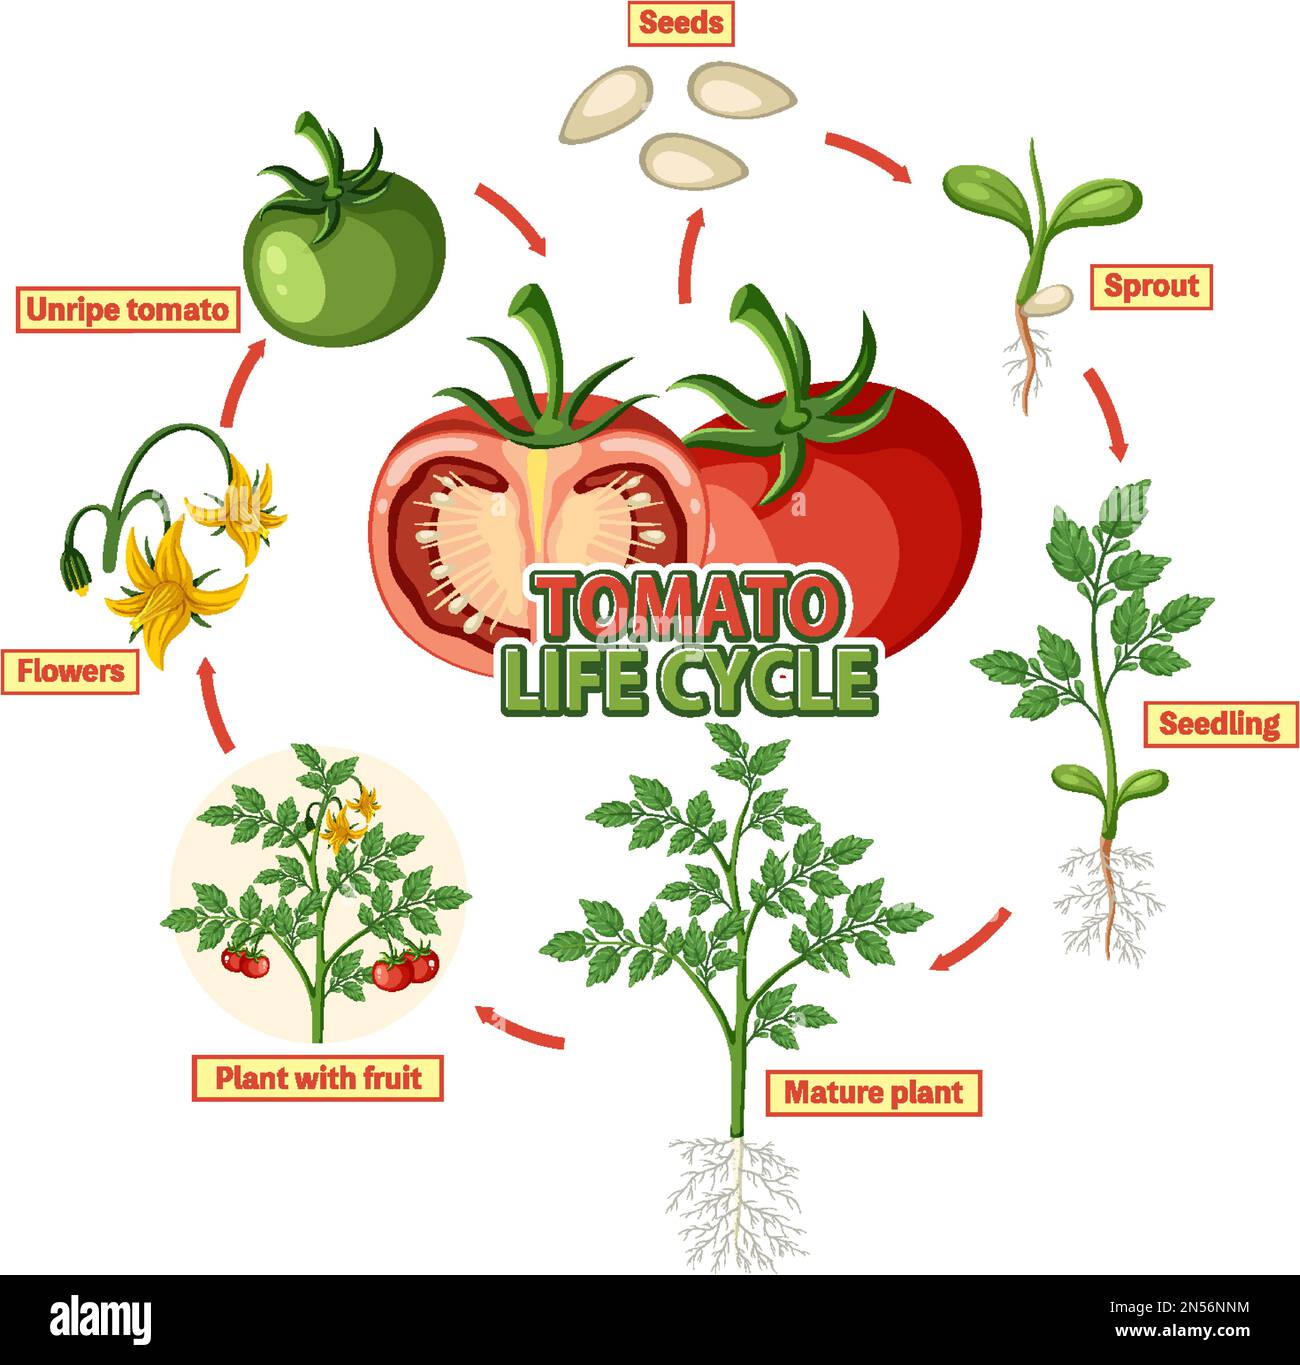 Seeds
Unripe tomato
Sprout
TOMATO
LIFE CYCLE
Flowers
Seedling
Plant with fruit
Mature plant
alamy
Image ID: 2N56NNM
www.alamy.com